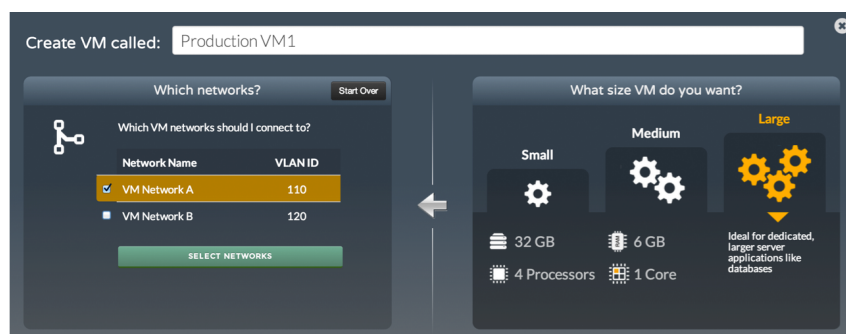 Create VM called: Production VM1
Which networks? Start Over
Which VM networks should I connect to?
Network Name VLAN ID
VM Network A 110
VM Network B 120
SELECT NETWORKS
What size VM do you want?
Small
Medium
Large
32 GB 6 GB
4 Processors 1 Core
Ideal for dedicated,
larger server
applications like
databases